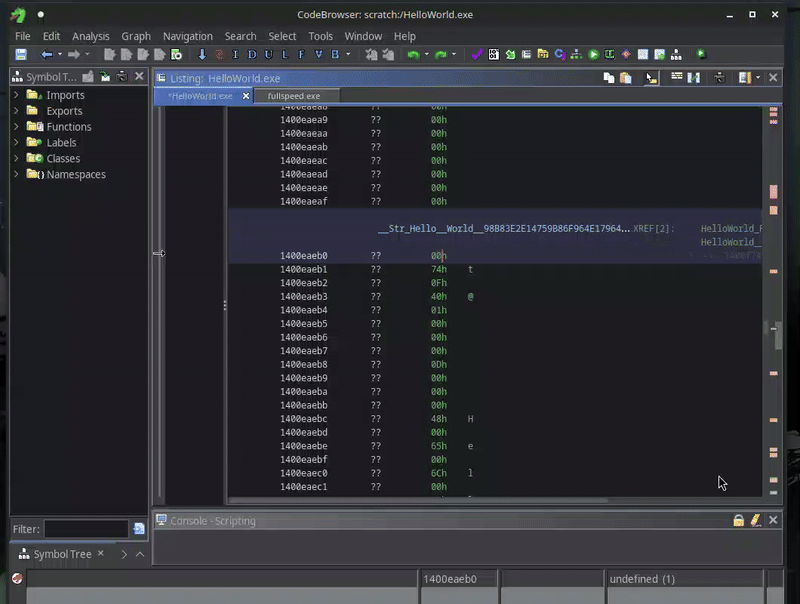 CodeBrowser: scratch:/HelloWorld.exe
File Edit Analysis Graph Navigation Search Select Tools Window Help
I D U L F V B
Symbol T...
Imports
Exports
Functions
Labels
Classes
Namespaces
Filter:
Symbol Tree
Listing: HelloWorld.exe
*HelloWorld.exe fullspeed.exe
1400eaea8 ?? 00h
1400eaea9 ?? 00h
1400eaeaa ?? 00h
1400eaeab ?? 00h
1400eaeac ?? 00h
1400eaead ?? 00h
1400eaeae ?? 00h
1400eaeaf ?? 00h
__Str_Hello__World__98B83E2E14759B86F964E17964... XREF[2]: HelloWorld_
HelloWorld__
1400eaeb0 ?? 00h
1400eaeb1 ?? 74h t
1400eaeb2 ?? 0Fh
1400eaeb3 ?? 40h @
1400eaeb4 ?? 01h
1400eaeb5 ?? 00h
1400eaeb6 ?? 00h
1400eaeb7 ?? 00h
1400eaeb8 ?? 0Dh
1400eaeb9 ?? 00h
1400eaeba ?? 00h
1400eaebb ?? 00h
1400eaebc ?? 48h H
1400eaebd ?? 00h
1400eaebe ?? 65h e
1400eaebf ?? 00h
1400eaec0 ?? 6Ch l
1400eaec1 ?? 00h
Console - Scripting
1400eaeb0 undefined (1)